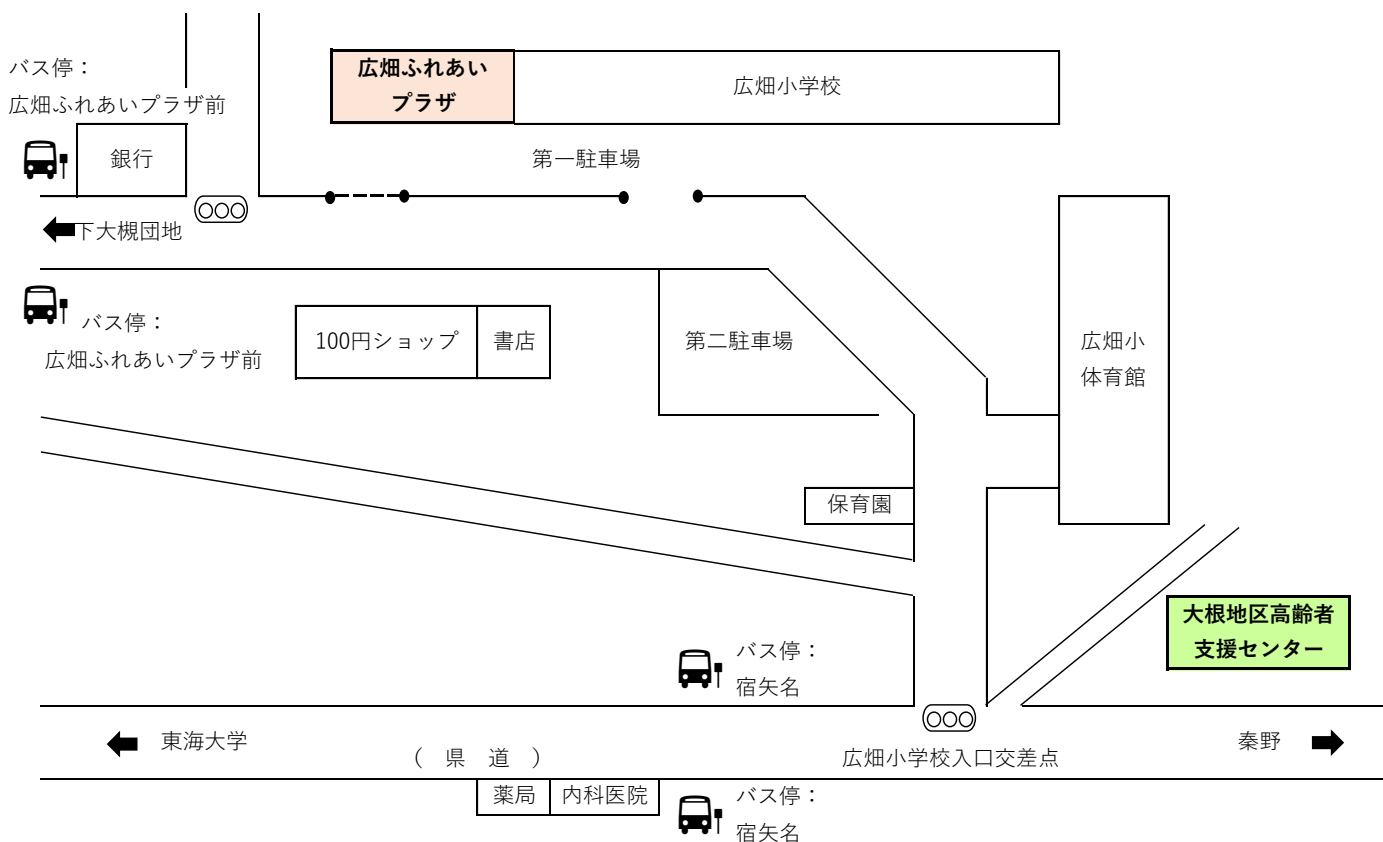 バス停：
広畑ふれあいプラザ前
広畑ふれあい
プラザ
広畑小学校
銀行
第一駐車場
下大槻団地
バス停：
広畑ふれあいプラザ前
100円ショップ
書店
第二駐車場
広畑小
体育館
保育園
大根地区高齢者
支援センター
バス停：
宿矢名
東海大学
（　県　道　）
広畑小学校入口交差点
秦野
薬局
内科医院
バス停：
宿矢名